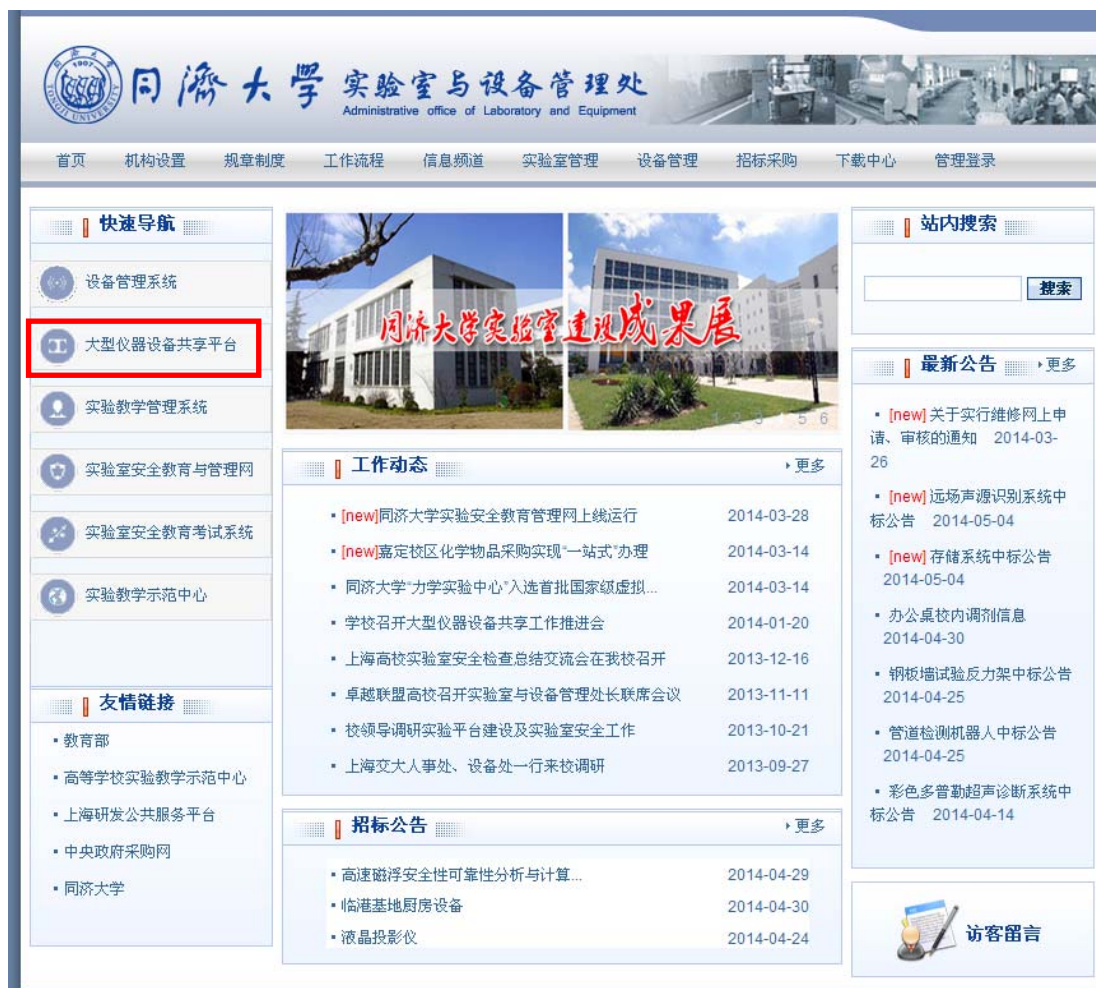 同济大学 实验室与设备管理处
Administrative office of Laboratory and Equipment
首页 机构设置 规章制度 工作流程 信息频道 实验室管理 设备管理 招标采购 下载中心 管理登录
快速导航
设备管理系统
大型仪器设备共享平台
实验教学管理系统
实验室安全教育与管理网
实验室安全教育考试系统
实验教学示范中心
友情链接
教育部
高等学校实验教学示范中心
上海研发公共服务平台
中央政府采购网
同济大学
同济大学实验室建设成果展
1 2 3 5 6
工作动态 更多
[new]同济大学实验安全教育管理网上线运行 2014-03-28
[new]嘉定校区化学物品采购实现“一站式”办理 2014-03-14
同济大学“力学实验中心”入选首批国家级虚拟... 2014-03-14
学校召开大型仪器设备共享工作推进会 2014-01-20
上海高校实验室安全检查总结交流会在我校召开 2013-12-16
卓越联盟高校召开实验室与设备管理处长联席会议 2013-11-11
校领导调研实验平台建设及实验室安全工作 2013-10-21
上海交大人事处、设备处一行来校调研 2013-09-27
招标公告 更多
高速磁浮安全性可靠性分析与计算... 2014-04-29
临港基地厨房设备 2014-04-30
液晶投影仪 2014-04-24
站内搜索
搜索
最新公告 更多
[new] 关于实行维修网上申
请、审核的通知 2014-03-
26
[new] 远场声源识别系统中
标公告 2014-05-04
[new] 存储系统中标公告
2014-05-04
办公桌校内调剂信息
2014-04-30
钢板墙试验反力架中标公告
2014-04-25
管道检测机器人中标公告
2014-04-25
彩色多普勒超声诊断系统中
标公告 2014-04-14
访客留言